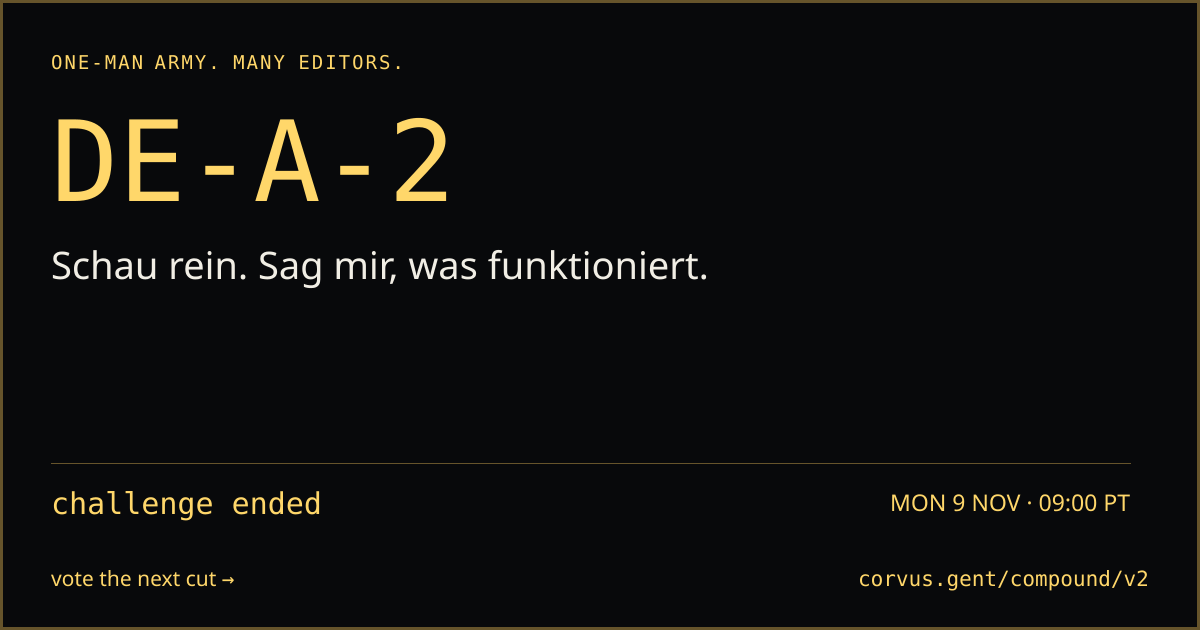 ONE-MAN ARMY. MANY EDITORS.
DE-A-2
Schau rein. Sag mir, was funktioniert.
challenge ended
MON 9 NOV · 09:00 PT
vote the next cut →
corvus.gent/compound/v2